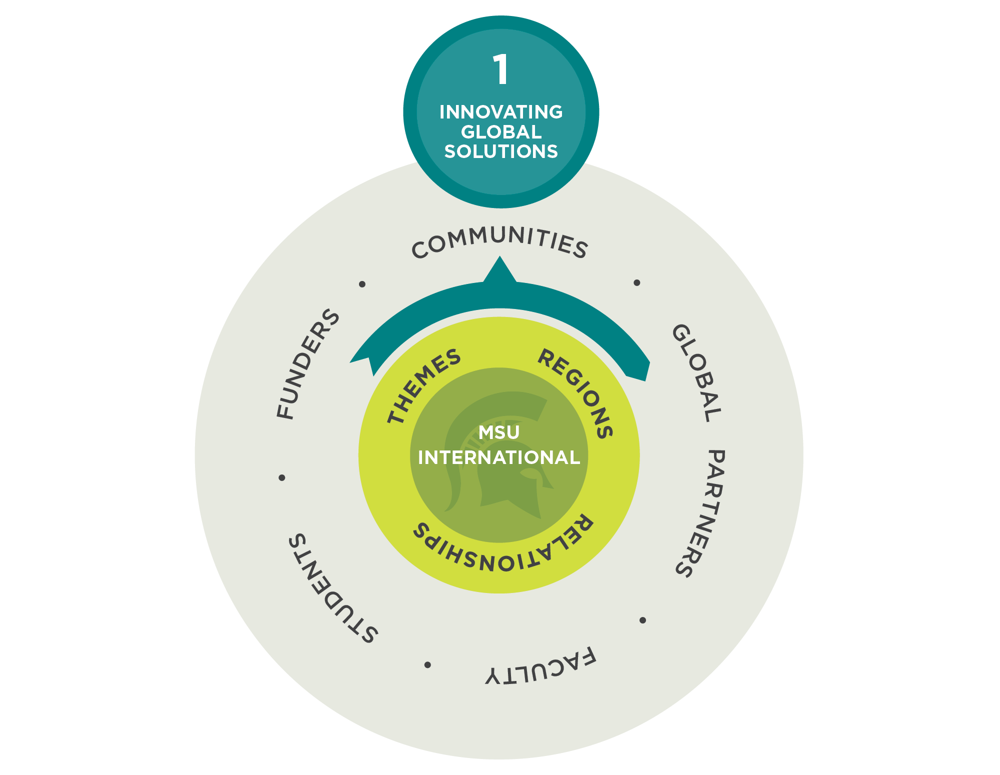 1
INNOVATING
GLOBAL
SOLUTIONS
COMMUNITIES
•
GLOBAL PARTNERS
•
FACULTY
•
STUDENTS
•
FUNDERS
•
THEMES
REGIONS
RELATIONSHIPS
MSU
INTERNATIONAL